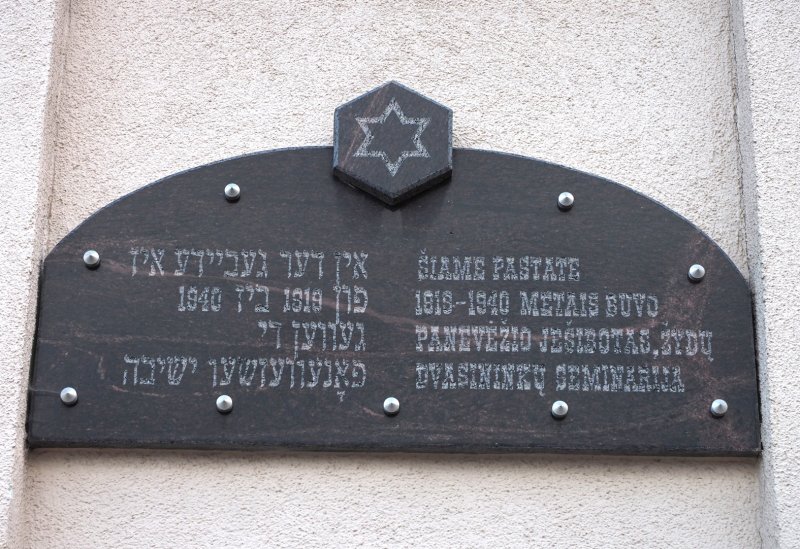 אין דער געביידע איז
פון 1919 ביז 1940
געווען די
פּאָנעוועזשער ישיבה
ŠIAME PASTATE
1919-1940 METAIS BUVO
PANEVĖŽIO JEŠIBOTAS, ŽYDŲ
DVASININKŲ SEMINARIJA